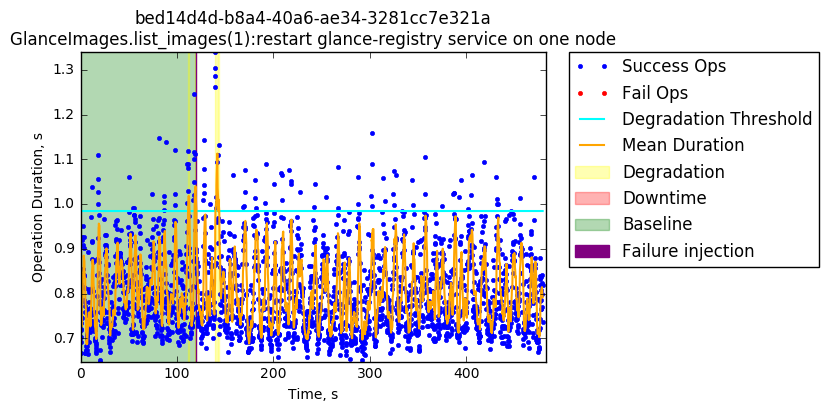 bed14d4d-b8a4-40a6-ae34-3281cc7e321a
GlanceImages.list_images(1):restart glance-registry service on one node
1.3
1.2
1.1
1.0
0.9
0.8
0.7
Operation Duration, s
0 100 200 300 400
Time, s
Success Ops
Fail Ops
Degradation Threshold
Mean Duration
Degradation
Downtime
Baseline
Failure injection